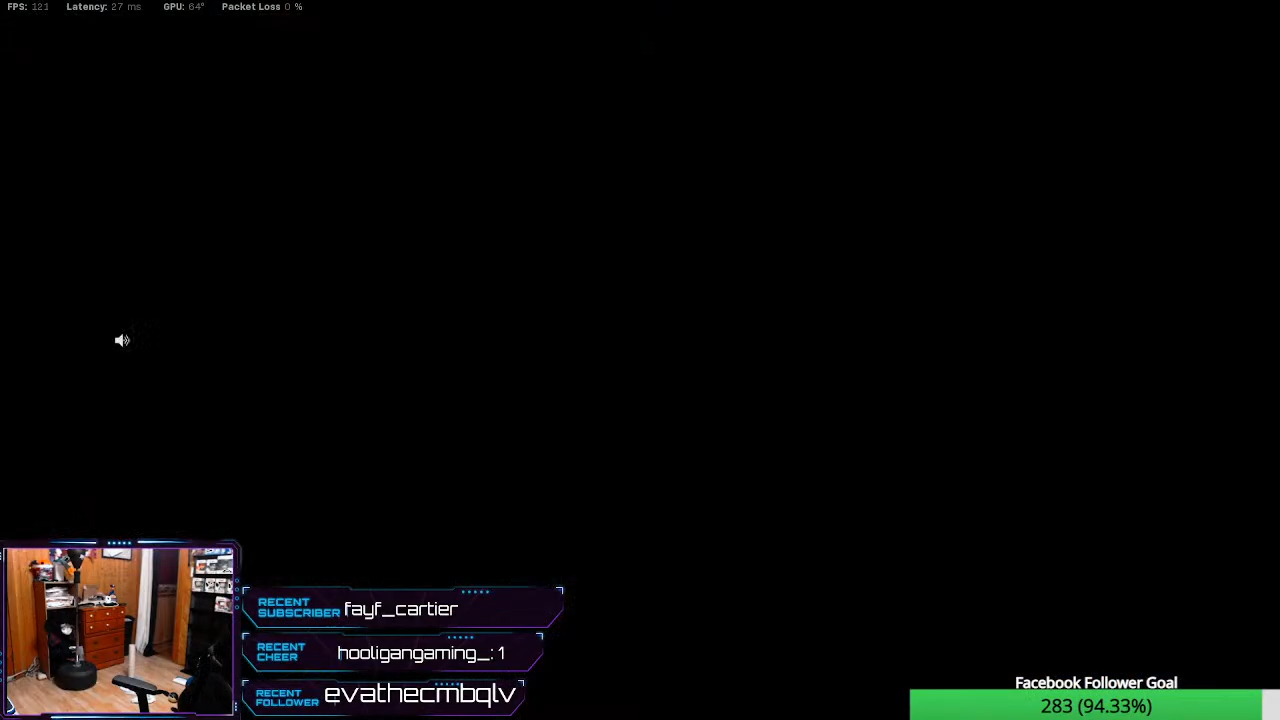 FPS: 121 Latency: 27 ms GPU: 64° Packet Loss 0 %
RECENT SUBSCRIBER fayf_cartier
RECENT CHEER hooligangaming_: 1
RECENT FOLLOWER evathecmbqlv
Facebook Follower Goal
283 (94.33%)